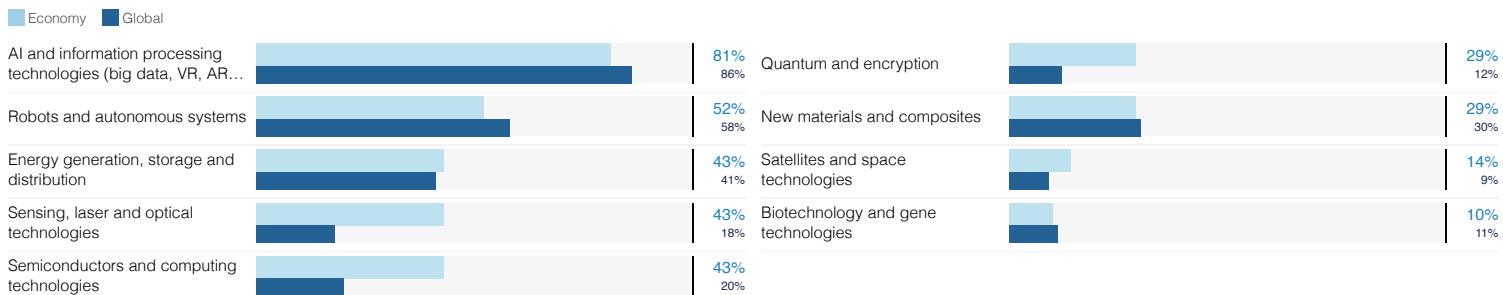 Economy Global
AI and information processing
technologies (big data, VR, AR...
81%
86%
Robots and autonomous systems
52%
58%
Energy generation, storage and
distribution
43%
41%
Sensing, laser and optical
technologies
43%
18%
Semiconductors and computing
technologies
43%
20%
Quantum and encryption
29%
12%
New materials and composites
29%
30%
Satellites and space
technologies
14%
9%
Biotechnology and gene
technologies
10%
11%